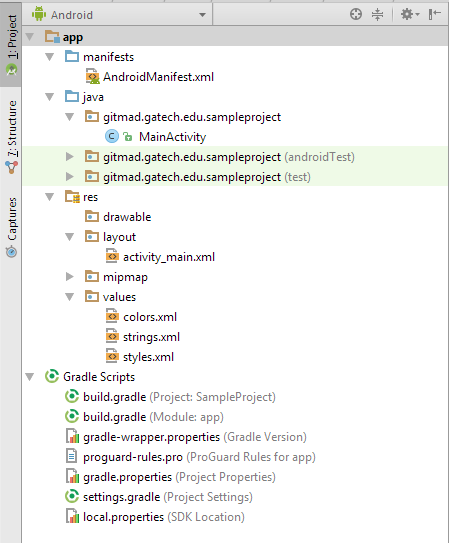 Android
1: Project
7: Structure
Captures
app
manifests
AndroidManifest.xml
java
gitmad.gatech.edu.sampleproject
C MainActivity
gitmad.gatech.edu.sampleproject (androidTest)
gitmad.gatech.edu.sampleproject (test)
res
drawable
layout
activity_main.xml
mipmap
values
colors.xml
strings.xml
styles.xml
Gradle Scripts
build.gradle (Project: SampleProject)
build.gradle (Module: app)
gradle-wrapper.properties (Gradle Version)
proguard-rules.pro (ProGuard Rules for app)
gradle.properties (Project Properties)
settings.gradle (Project Settings)
local.properties (SDK Location)